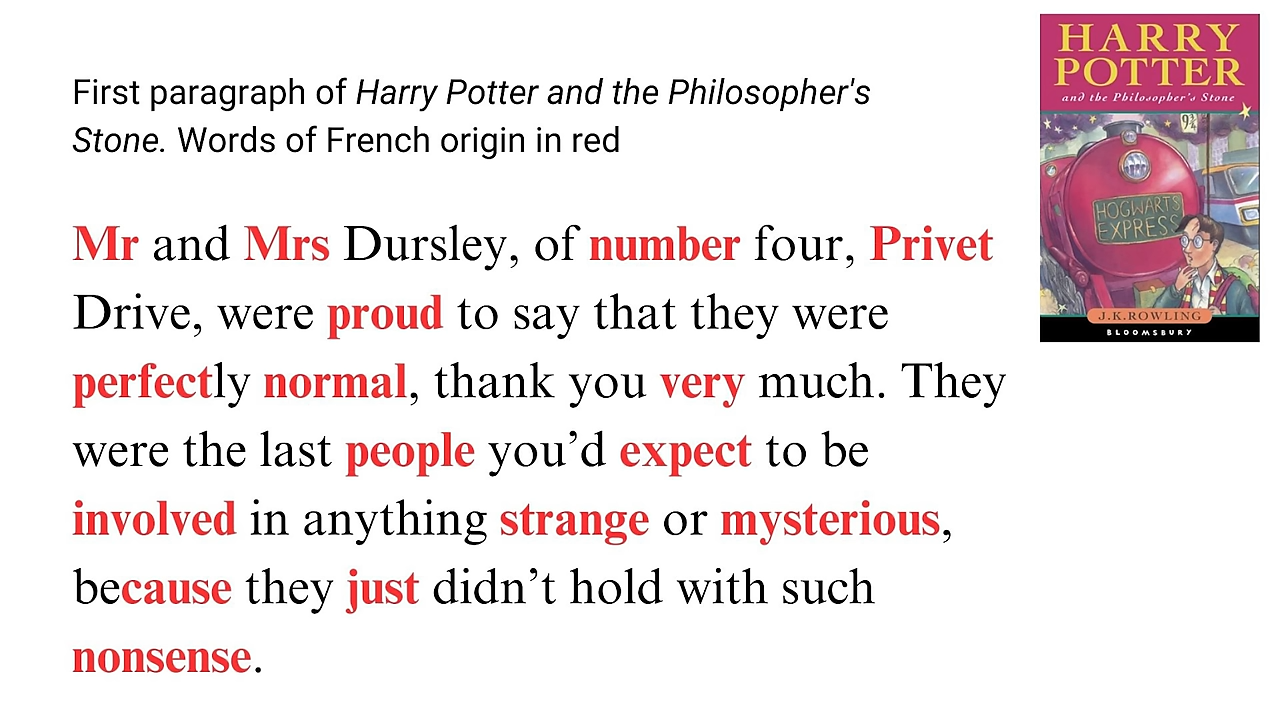 First paragraph of Harry Potter and the Philosopher's
Stone. Words of French origin in red
Mr and Mrs Dursley, of number four, Privet
Drive, were proud to say that they were
perfectly normal, thank you very much. They
were the last people you’d expect to be
involved in anything strange or mysterious,
because they just didn’t hold with such
nonsense.
HARRY
POTTER
and the Philosopher's Stone
9¾
HOGWARTS
EXPRESS
J.K.ROWLING
BLOOMSBURY